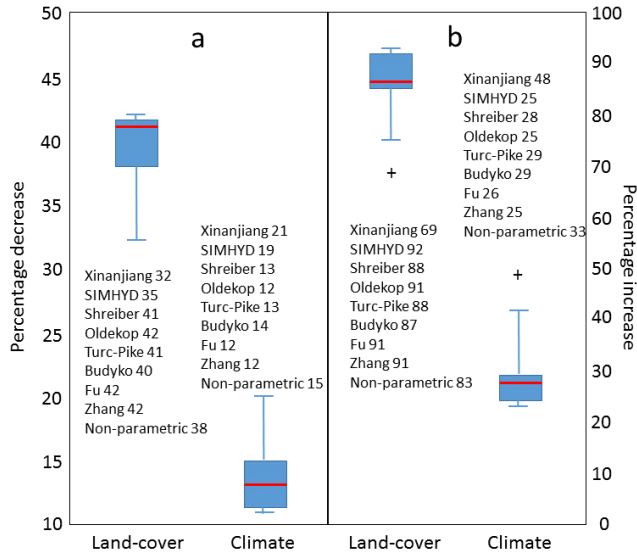 a
b
50
45
40
35
30
25
20
15
10
Percentage decrease
Xinanjiang 32
SIMHYD 35
Shreiber 41
Oldekop 42
Turc-Pike 41
Budyko 40
Fu 42
Zhang 42
Non-parametric 38
Xinanjiang 21
SIMHYD 19
Shreiber 13
Oldekop 12
Turc-Pike 13
Budyko 14
Fu 12
Zhang 12
Non-parametric 15
Xinanjiang 69
SIMHYD 92
Shreiber 88
Oldekop 91
Turc-Pike 88
Budyko 87
Fu 91
Zhang 91
Non-parametric 83
Xinanjiang 48
SIMHYD 25
Shreiber 28
Oldekop 25
Turc-Pike 29
Budyko 29
Fu 26
Zhang 25
Non-parametric 33
100
90
80
70
60
50
40
30
20
10
0
Percentage increase
Land-cover Climate Land-cover Climate